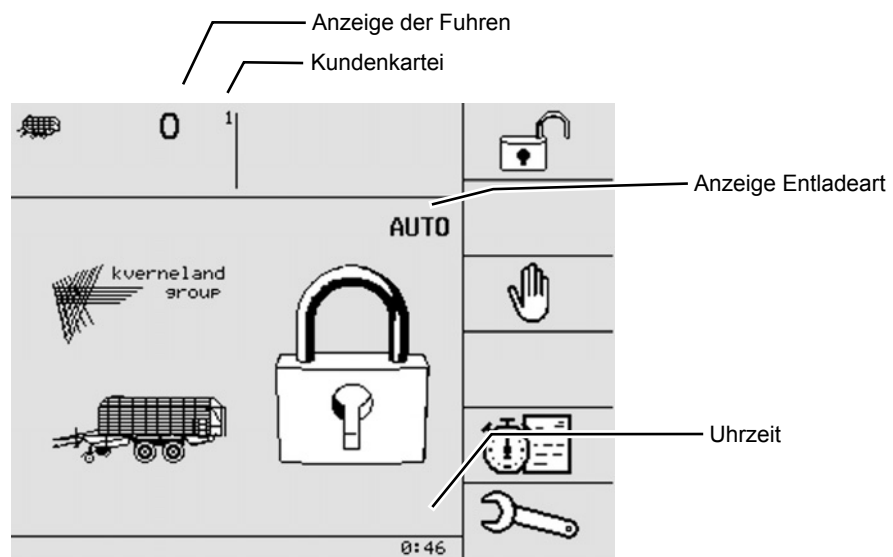 Anzeige der Fuhren
Kundenkartei
0 1
Anzeige Entladeart
AUTO
kverneland
group
Uhrzeit
0:46